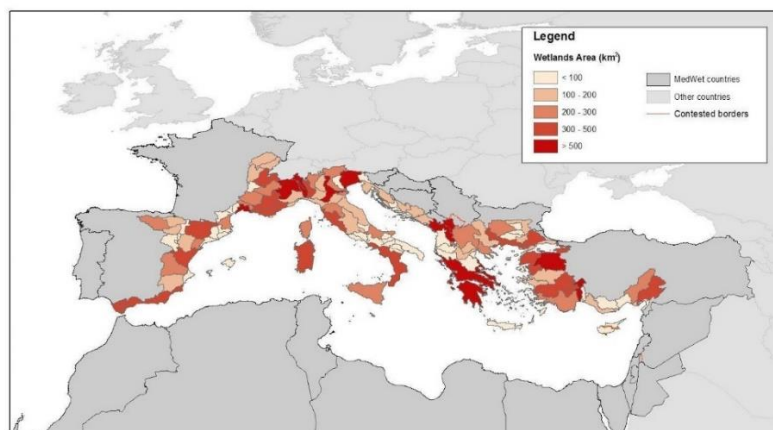 Legend
Wetlands Area (km²)
< 100
100 - 200
200 - 300
300 - 500
> 500
MedWet countries
Other countries
Contested borders